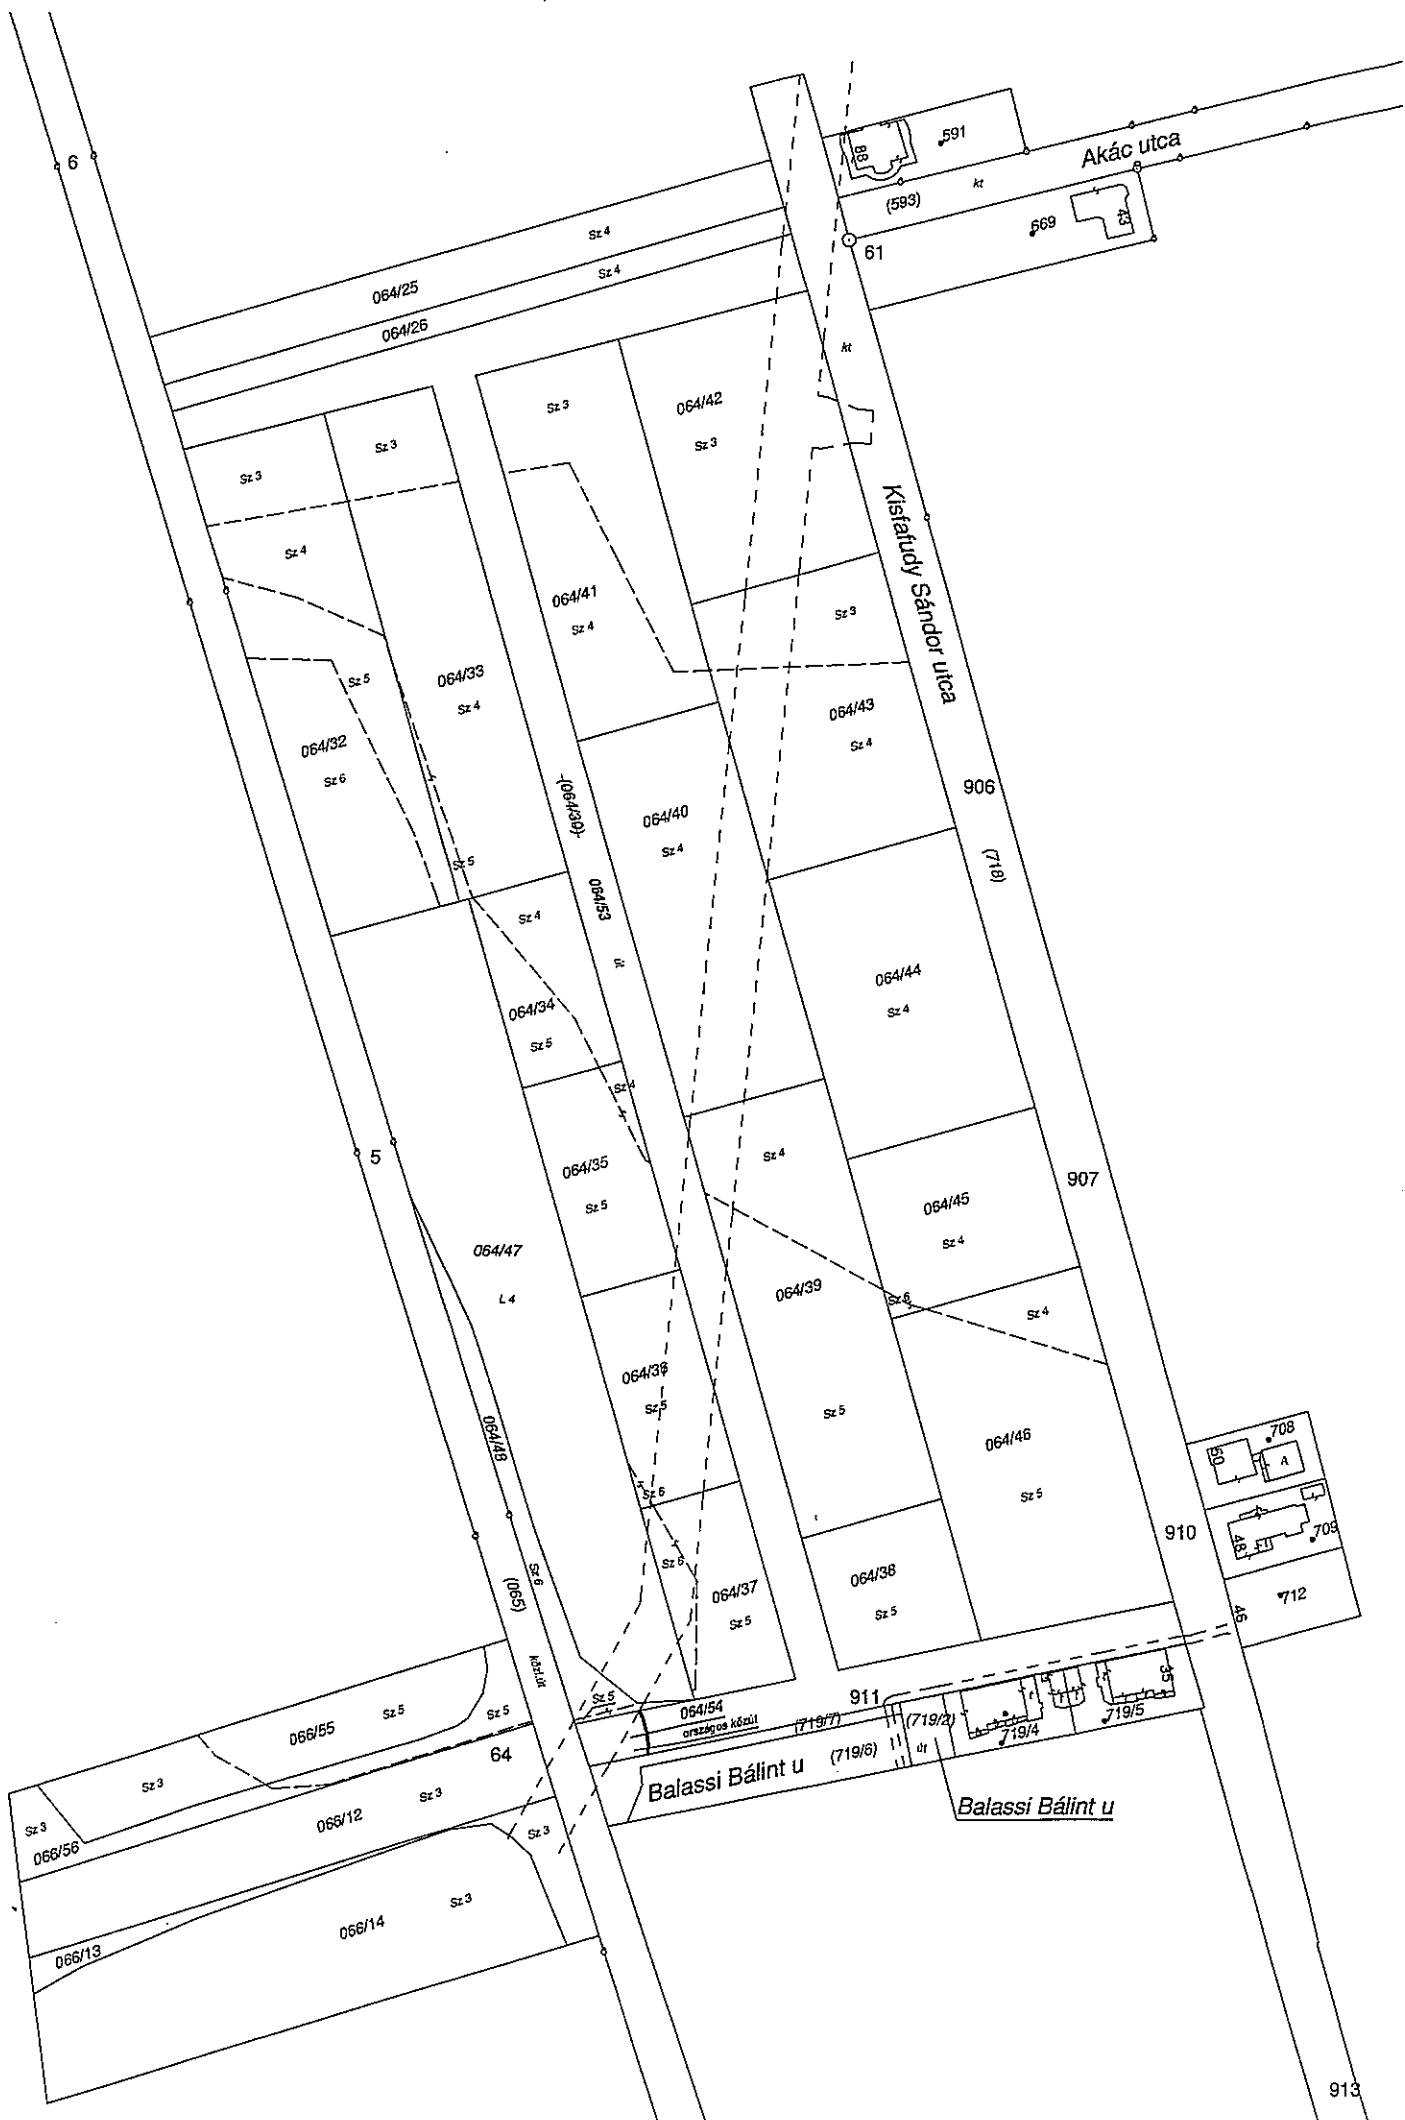 6
88
591
Akác utca
kt
(593)
669
43
61
Sz 4
064/25
Sz 4
064/26
kt
Sz 3
064/42
Sz 3
Sz 3
Sz 3
Sz 4
Kisfafudy Sándor utca
064/41
Sz 4
Sz 3
064/33
Sz 4
Sz 5
064/32
Sz 6
064/43
Sz 4
906
(718)
(064/30)
064/40
Sz 4
Sz 5
064/53
út
Sz 4
064/34
Sz 5
064/44
Sz 4
Sz 4
5
064/35
Sz 5
Sz 4
907
064/45
Sz 4
064/47
L 4
064/39
Sz 6
Sz 4
064/36
Sz 5
Sz 5
064/46
Sz 5
064/48
Sz 6
(065)
közl.út
Sz 6
Sz 6
064/37
Sz 5
064/38
Sz 5
910
50
708
A
48
709
712
46
Sz 5
064/54
országos közút
911
(719/7)
(719/2)
(719/6)
út
719/4
719/5
35
Balassi Bálint u
Balassi Bálint u
066/55
Sz 5
Sz 5
64
Sz 3
Sz 3
066/56
066/12
Sz 3
Sz 3
066/13
066/14
Sz 3
913